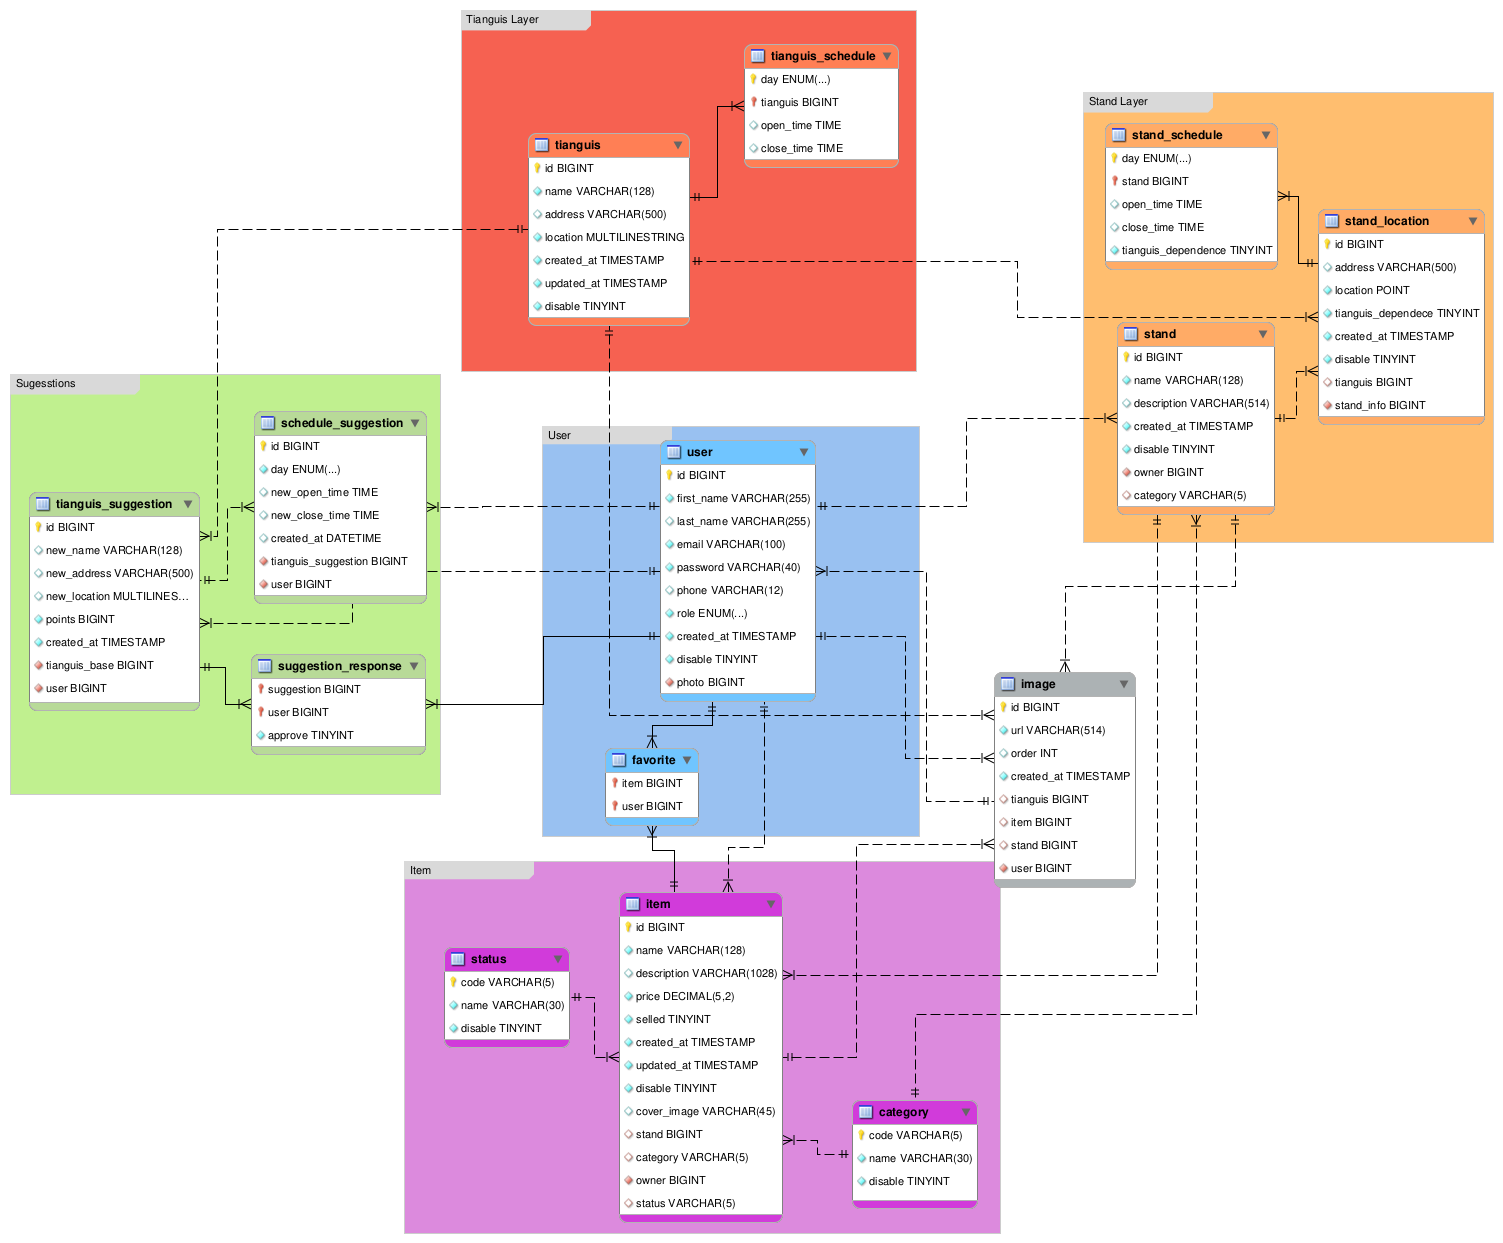 Tianguis Layer
tianguis_schedule
day ENUM(...)
tianguis BIGINT
open_time TIME
close_time TIME
tianguis
id BIGINT
name VARCHAR(128)
address VARCHAR(500)
location MULTILINESTRING
created_at TIMESTAMP
updated_at TIMESTAMP
disable TINYINT
Stand Layer
stand_schedule
day ENUM(...)
stand BIGINT
open_time TIME
close_time TIME
tianguis_dependence TINYINT
stand_location
id BIGINT
address VARCHAR(500)
location POINT
tianguis_dependece TINYINT
created_at TIMESTAMP
disable TINYINT
tianguis BIGINT
stand_info BIGINT
stand
id BIGINT
name VARCHAR(128)
description VARCHAR(514)
created_at TIMESTAMP
disable TINYINT
owner BIGINT
category VARCHAR(5)
Sugesstions
schedule_suggestion
id BIGINT
day ENUM(...)
new_open_time TIME
new_close_time TIME
created_at DATETIME
tianguis_suggestion BIGINT
user BIGINT
tianguis_suggestion
id BIGINT
new_name VARCHAR(128)
new_address VARCHAR(500)
new_location MULTILINES...
points BIGINT
created_at TIMESTAMP
tianguis_base BIGINT
user BIGINT
suggestion_response
suggestion BIGINT
user BIGINT
approve TINYINT
User
user
id BIGINT
first_name VARCHAR(255)
last_name VARCHAR(255)
email VARCHAR(100)
password VARCHAR(40)
phone VARCHAR(12)
role ENUM(...)
created_at TIMESTAMP
disable TINYINT
photo BIGINT
favorite
item BIGINT
user BIGINT
image
id BIGINT
url VARCHAR(514)
order INT
created_at TIMESTAMP
tianguis BIGINT
item BIGINT
stand BIGINT
user BIGINT
Item
item
id BIGINT
name VARCHAR(128)
description VARCHAR(1028)
price DECIMAL(5,2)
selled TINYINT
created_at TIMESTAMP
updated_at TIMESTAMP
disable TINYINT
cover_image VARCHAR(45)
stand BIGINT
category VARCHAR(5)
owner BIGINT
status VARCHAR(5)
status
code VARCHAR(5)
name VARCHAR(30)
disable TINYINT
category
code VARCHAR(5)
name VARCHAR(30)
disable TINYINT